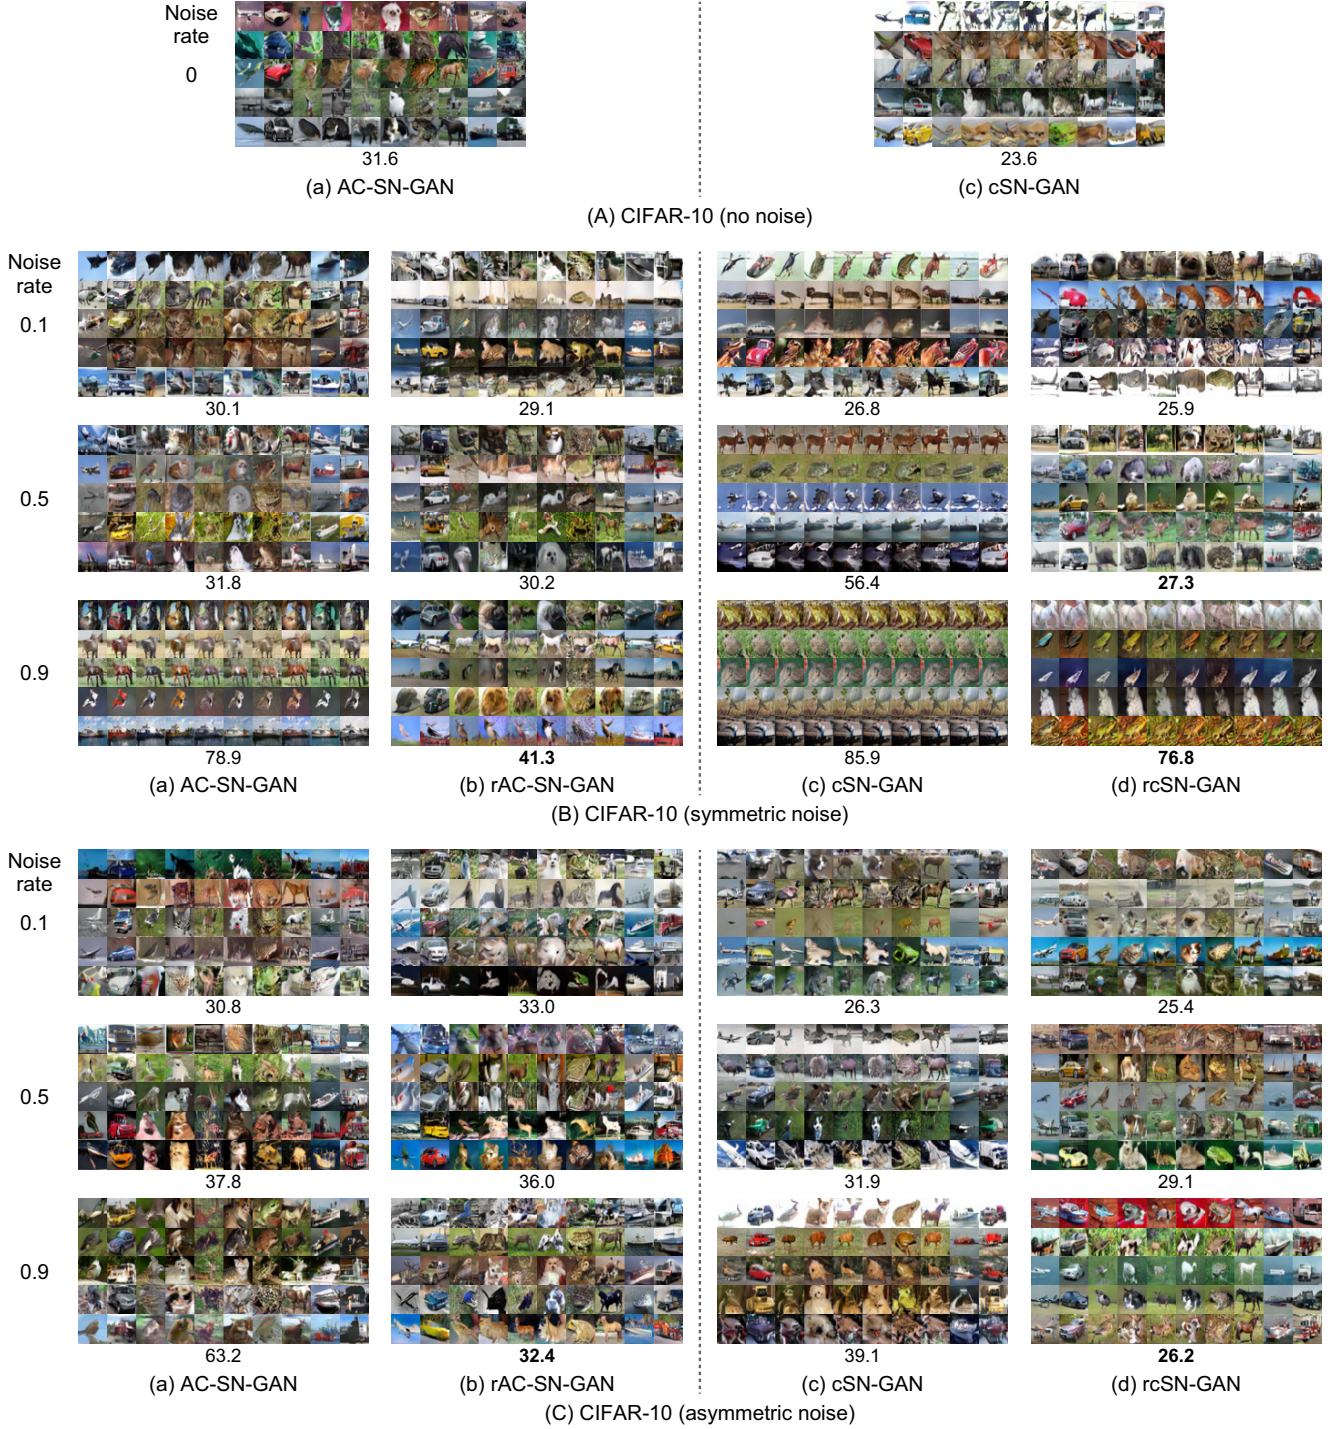 Noise
rate
0
31.6
23.6
(a) AC-SN-GAN
(c) cSN-GAN
(A) CIFAR-10 (no noise)
Noise
rate
0.1
30.1
29.1
26.8
25.9
0.5
31.8
30.2
56.4
27.3
0.9
78.9
41.3
85.9
76.8
(a) AC-SN-GAN
(b) rAC-SN-GAN
(c) cSN-GAN
(d) rcSN-GAN
(B) CIFAR-10 (symmetric noise)
Noise
rate
0.1
30.8
33.0
26.3
25.4
0.5
37.8
36.0
31.9
29.1
0.9
63.2
32.4
39.1
26.2
(a) AC-SN-GAN
(b) rAC-SN-GAN
(c) cSN-GAN
(d) rcSN-GAN
(C) CIFAR-10 (asymmetric noise)